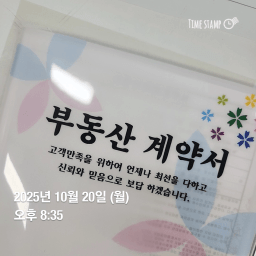 TIME STAMP
부동산 계약서
고객만족을 위하여 언제나 최선을 다하고
신뢰와 믿음으로 보답 하겠습니다.
2025년 10월 20일 (월)
오후 8:35